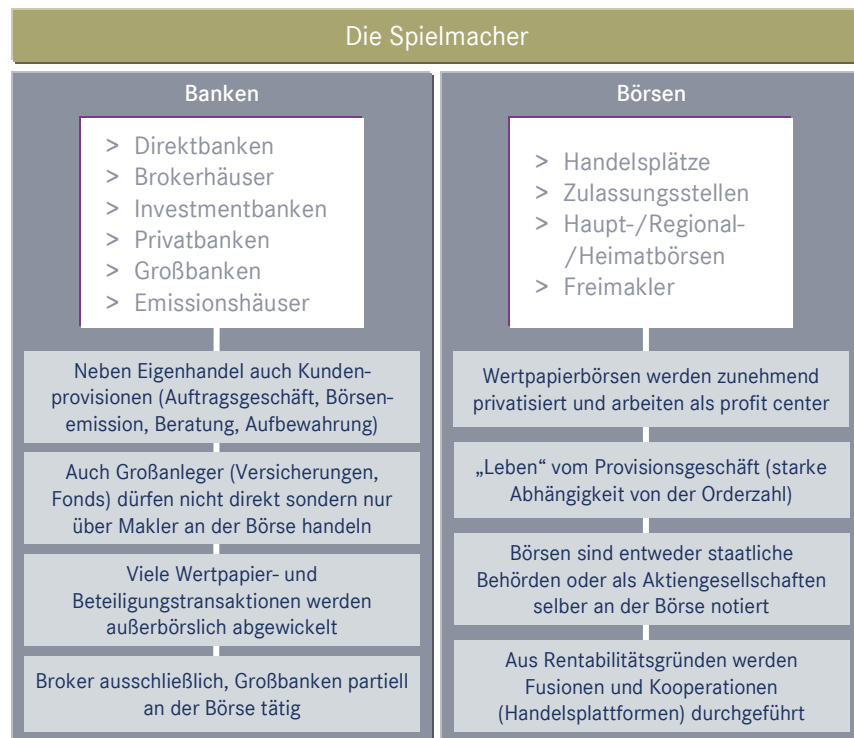 Die Spielmacher
Banken
> Direktbanken
> Brokerhäuser
> Investmentbanken
> Privatbanken
> Großbanken
> Emissionshäuser
Neben Eigenhandel auch Kunden-
provisionen (Auftragsgeschäft, Börsen-
emission, Beratung, Aufbewahrung)
Auch Großanleger (Versicherungen,
Fonds) dürfen nicht direkt sondern nur
über Makler an der Börse handeln
Viele Wertpapier- und
Beteiligungstransaktionen werden
außerbörslich abgewickelt
Broker ausschließlich, Großbanken partiell
an der Börse tätig
Börsen
> Handelsplätze
> Zulassungsstellen
> Haupt-/Regional-
/Heimatbörsen
> Freimakler
Wertpapierbörsen werden zunehmend
privatisiert und arbeiten als profit center
„Leben“ vom Provisionsgeschäft (starke
Abhängigkeit von der Orderzahl)
Börsen sind entweder staatliche
Behörden oder als Aktiengesellschaften
selber an der Börse notiert
Aus Rentabilitätsgründen werden
Fusionen und Kooperationen
(Handelsplattformen) durchgeführt